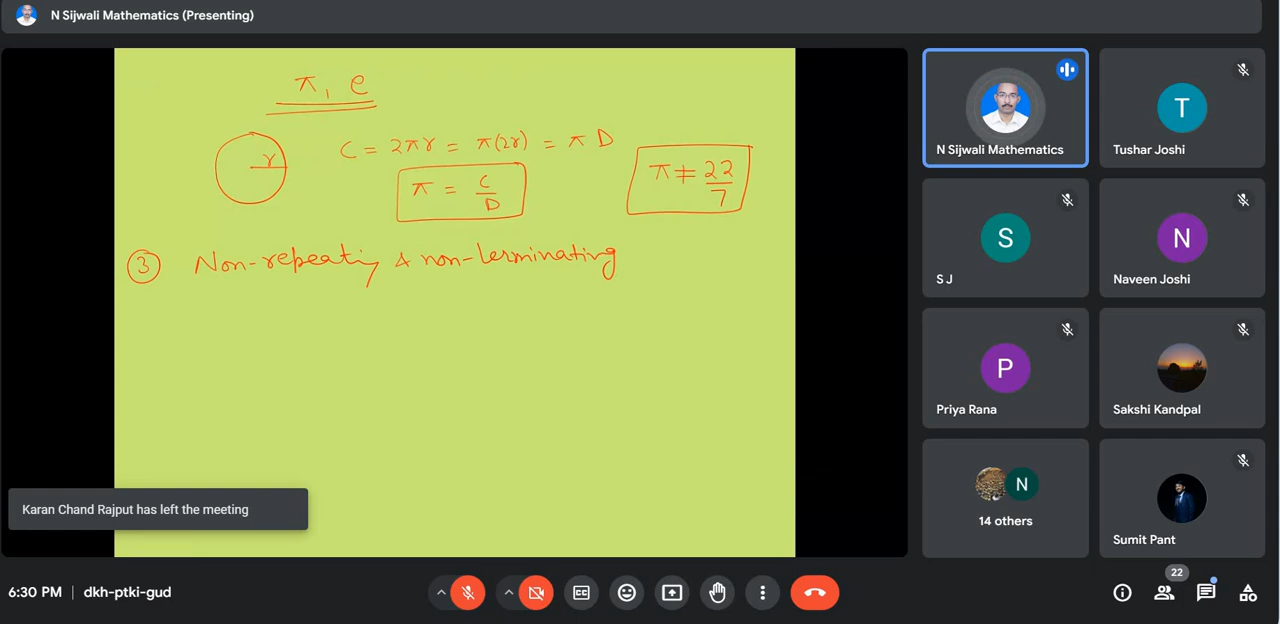 N Sijwali Mathematics (Presenting)
π, e
r
C = 2πr = π(2r) = π D
π = C/D
π ≠ 22/7
③ Non-repeating & non-terminating
N Sijwali Mathematics
T
Tushar Joshi
S
S J
N
Naveen Joshi
P
Priya Rana
Sakshi Kandpal
N
14 others
Sumit Pant
Karan Chand Rajput has left the meeting
6:30 PM | dkh-ptki-gud
CC
22